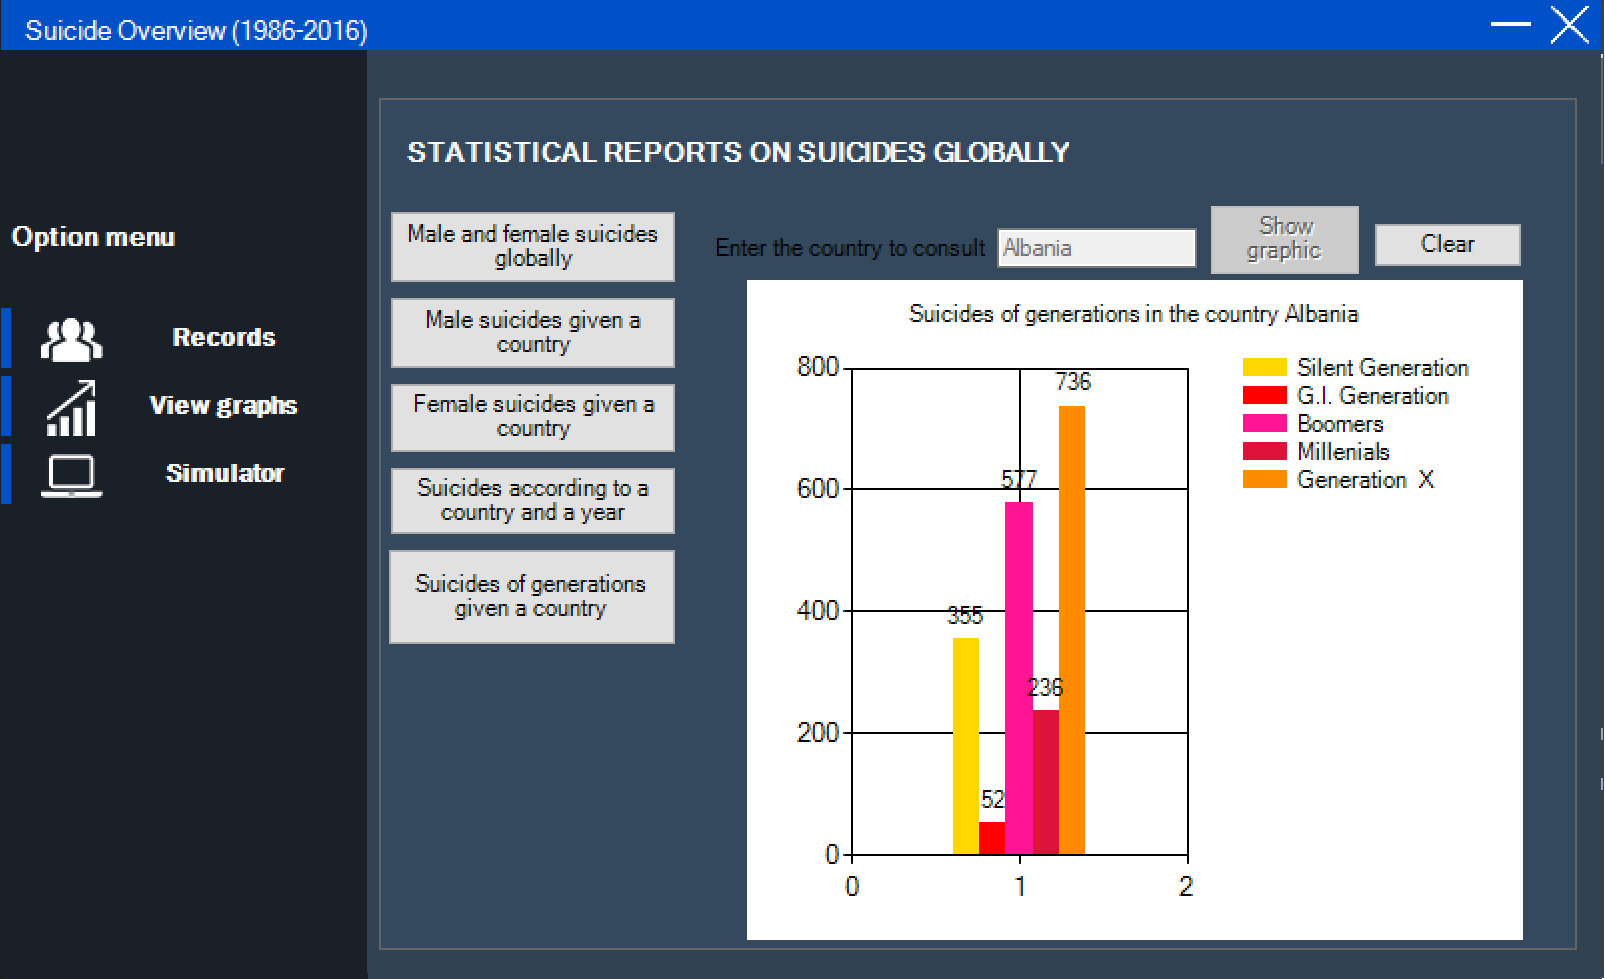 Suicide Overview (1986-2016)
Option menu
Records
View graphs
Simulator
STATISTICAL REPORTS ON SUICIDES GLOBALLY
Male and female suicides
globally
Male suicides given a
country
Female suicides given a
country
Suicides according to a
country and a year
Suicides of generations
given a country
Enter the country to consult
Albania
Show
graphic
Clear
Suicides of generations in the country Albania
800
600
400
200
0
0
1
2
355
52
577
236
736
Silent Generation
G.I. Generation
Boomers
Millenials
Generation X